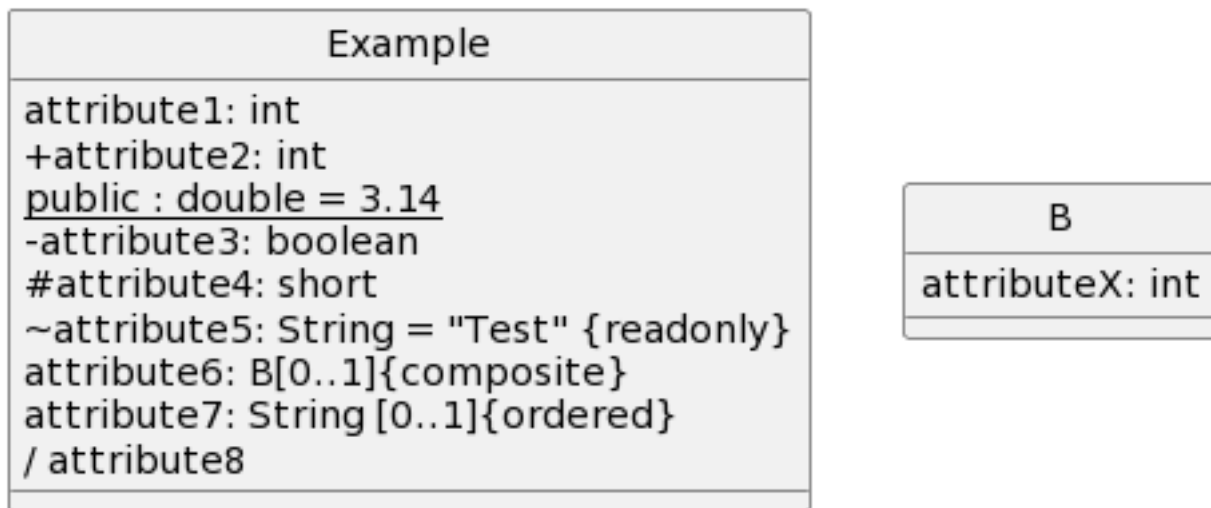 Example
attribute1: int
+attribute2: int
public : double = 3.14
-attribute3: boolean
#attribute4: short
~attribute5: String = "Test" {readonly}
attribute6: B[0..1]{composite}
attribute7: String [0..1]{ordered}
/ attribute8
B
attributeX: int